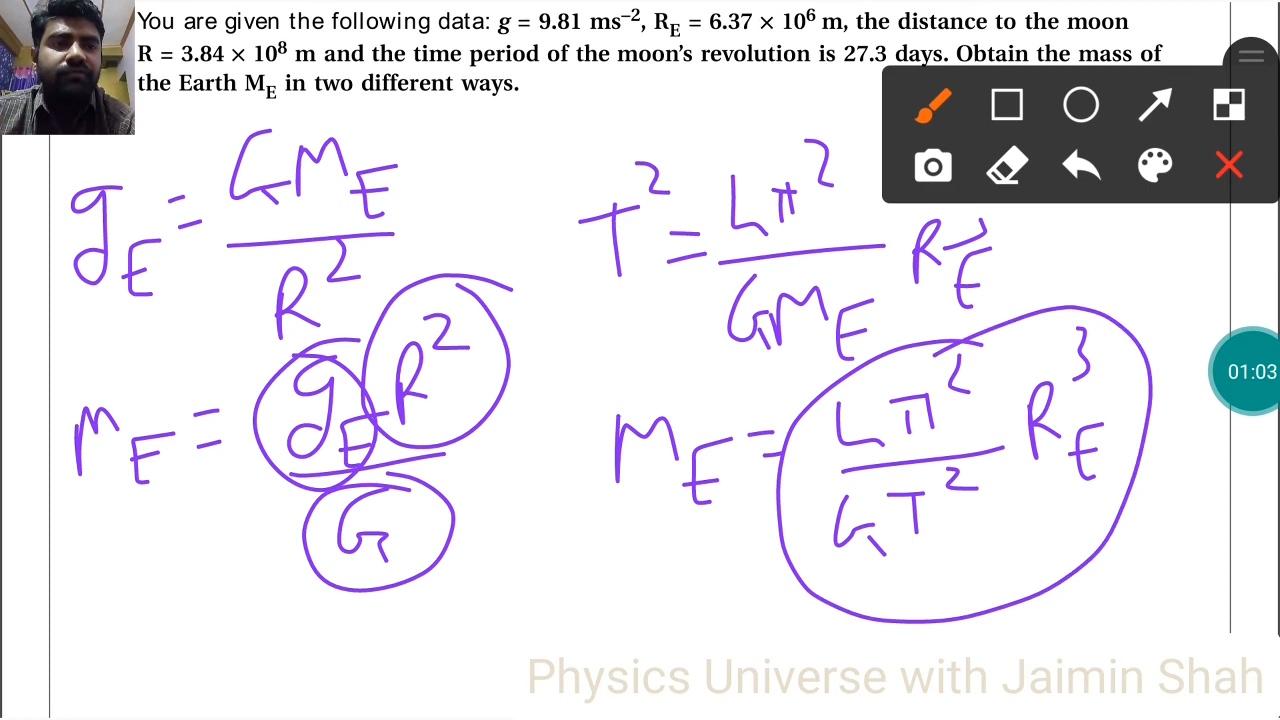 You are given the following data: g = 9.81 ms⁻², R_E = 6.37 × 10⁶ m, the distance to the moon
R = 3.84 × 10⁸ m and the time period of the moon's revolution is 27.3 days. Obtain the mass of
the Earth M_E in two different ways.
g_E = GM_E / R²
M_E = g_E R² / G
T² = 4π² / GM_E R_E³
M_E = 4π² / GT² R_E³
01:03
Physics Universe with Jaimin Shah